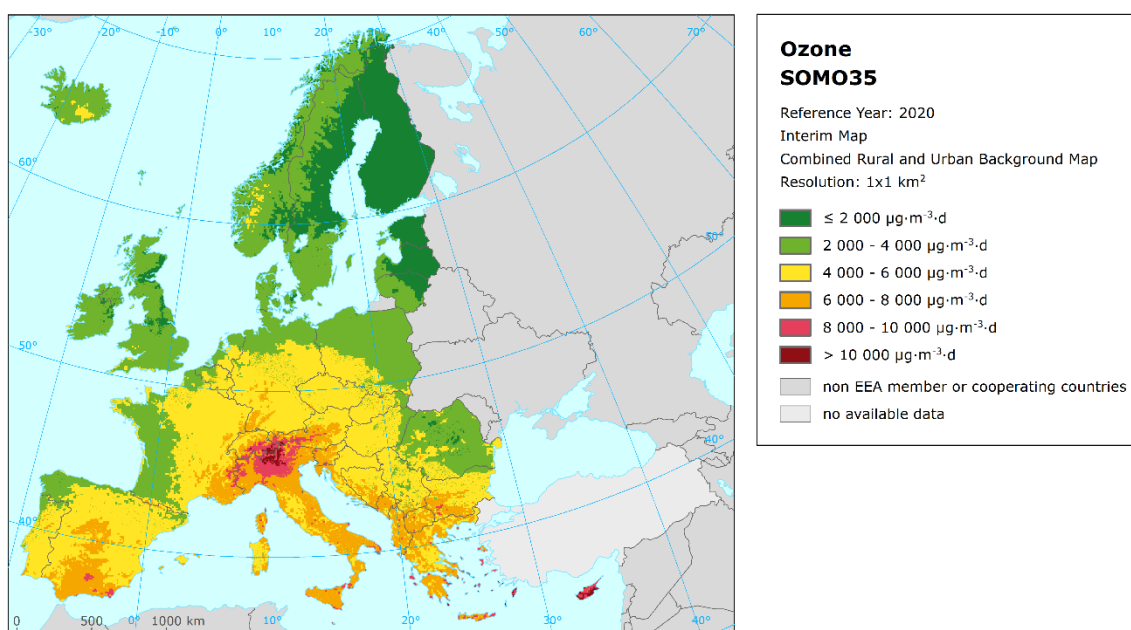 -30°
-20°
-10°
0°
10°
20°
30°
40°
50°
60°
70°
60°
50°
40°
50°
40°
0°
10°
20°
30°
40°
0 500 1000 km
Ozone
SOMO35
Reference Year: 2020
Interim Map
Combined Rural and Urban Background Map
Resolution: 1x1 km²
≤ 2 000 µg·m⁻³·d
2 000 - 4 000 µg·m⁻³·d
4 000 - 6 000 µg·m⁻³·d
6 000 - 8 000 µg·m⁻³·d
8 000 - 10 000 µg·m⁻³·d
> 10 000 µg·m⁻³·d
non EEA member or cooperating countries
no available data